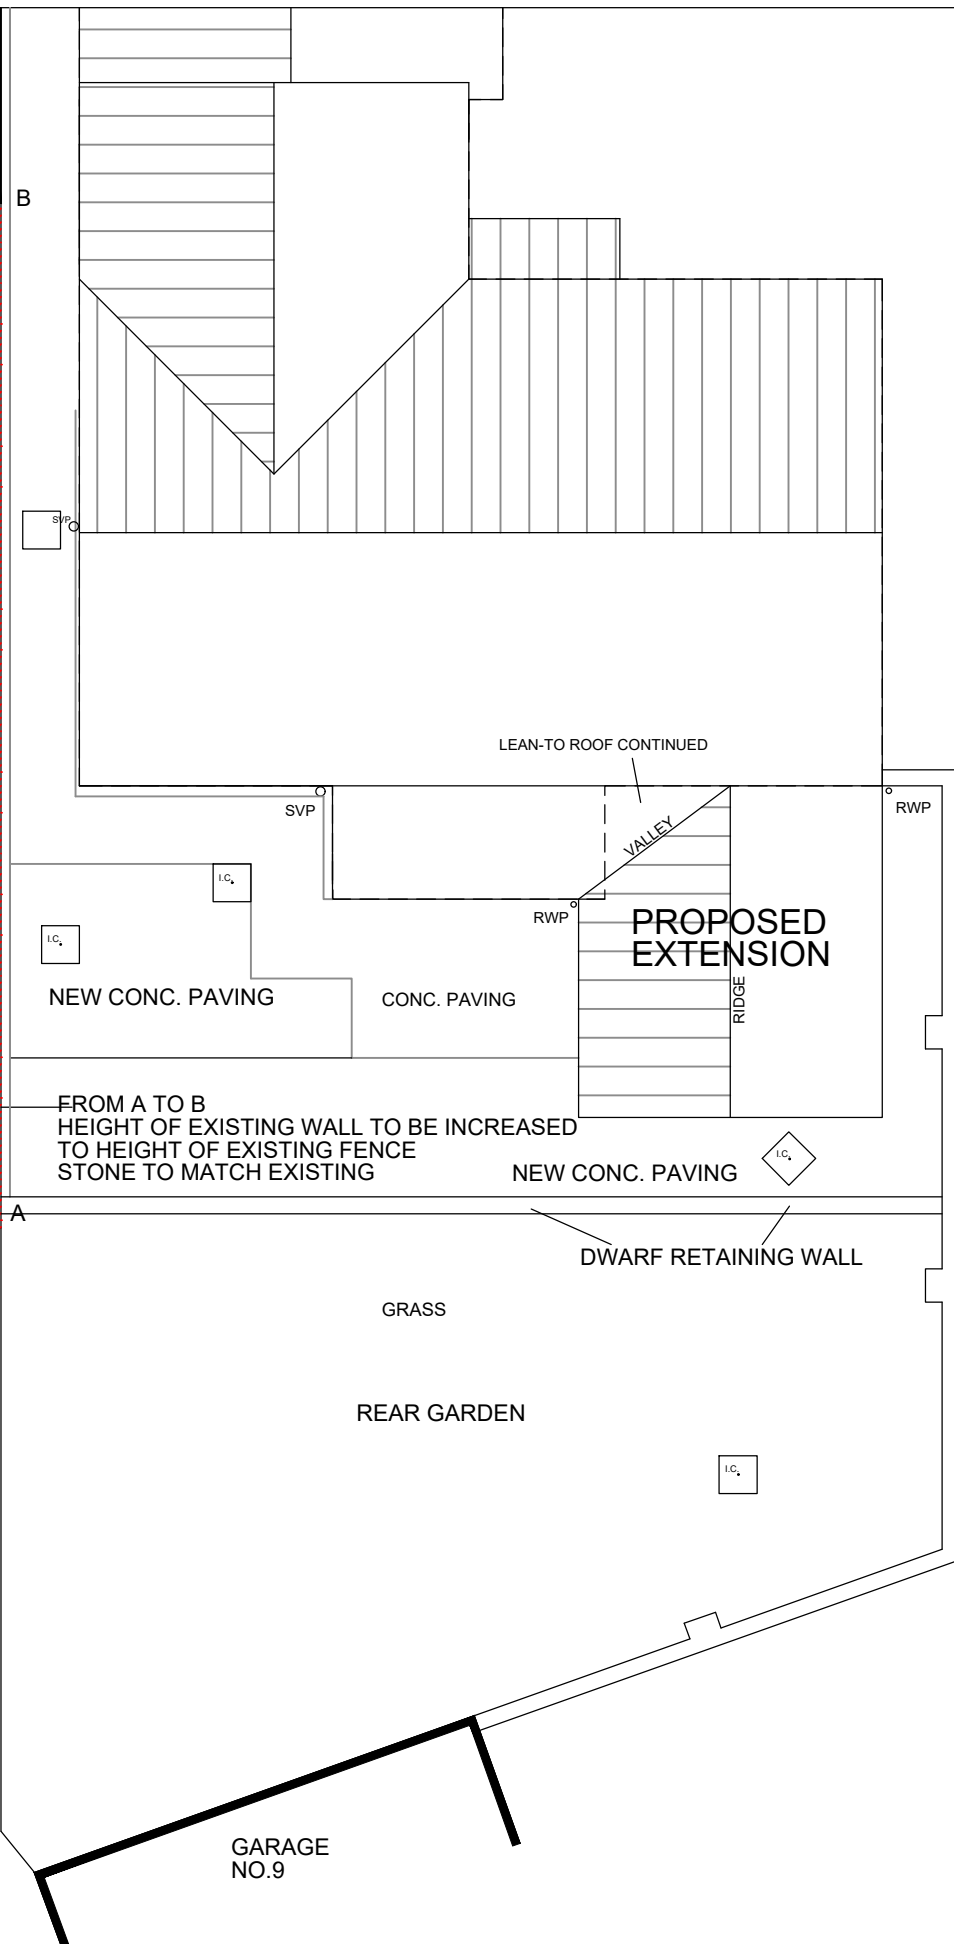 B
SVP
LEAN-TO ROOF CONTINUED
SVP
RWP
VALLEY
I.C.
RWP
PROPOSED
EXTENSION
I.C.
RIDGE
NEW CONC. PAVING
CONC. PAVING
FROM A TO B
HEIGHT OF EXISTING WALL TO BE INCREASED
TO HEIGHT OF EXISTING FENCE
STONE TO MATCH EXISTING
I.C.
NEW CONC. PAVING
A
DWARF RETAINING WALL
GRASS
REAR GARDEN
I.C.
GARAGE
NO.9